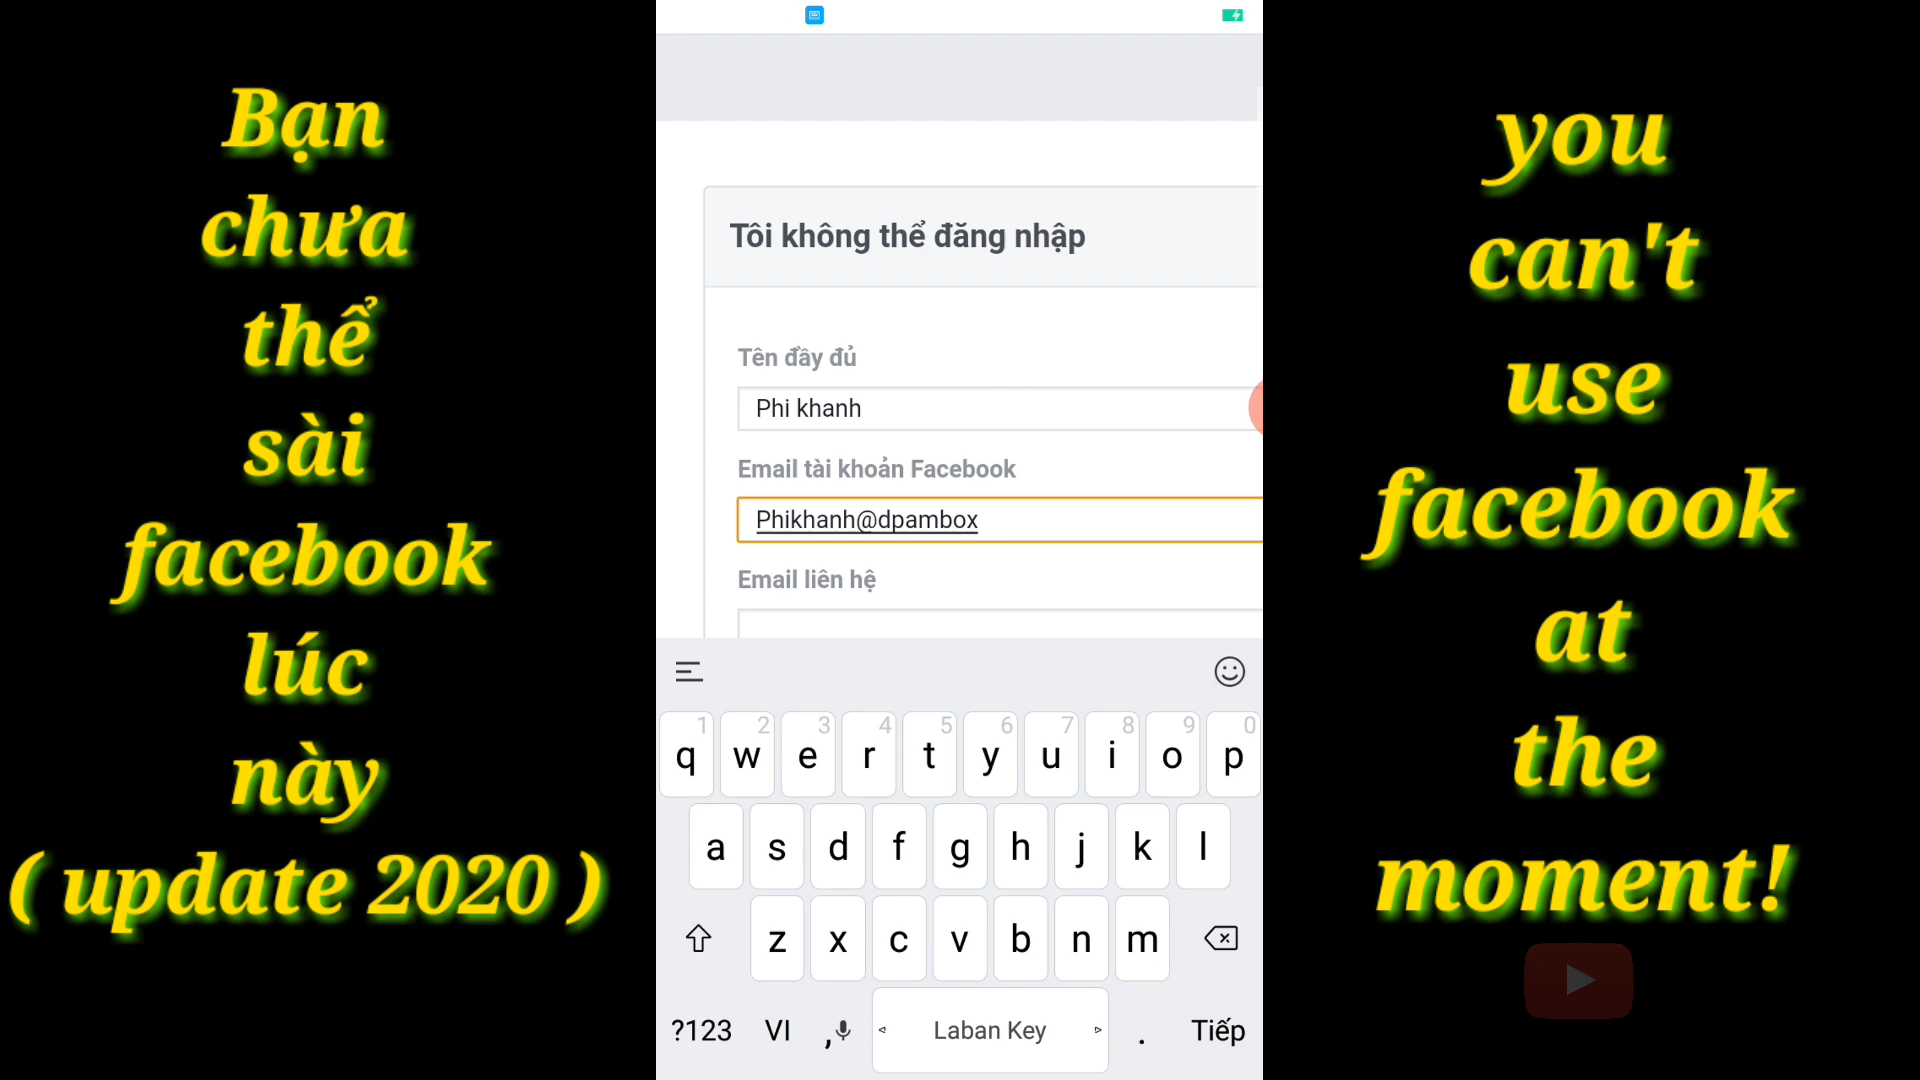 Bạn
chưa
thể
sài
facebook
lúc
này
( update 2020 )
Tôi không thể đăng nhập
Tên đầy đủ
Phi khanh
Email tài khoản Facebook
Phikhanh@dpambox
Email liên hệ
1 2 3 4 5 6 7 8 9 0
q w e r t y u i o p
a s d f g h j k l
z x c v b n m
?123 VI , Laban Key . Tiếp
you
can't
use
facebook
at
the
moment!